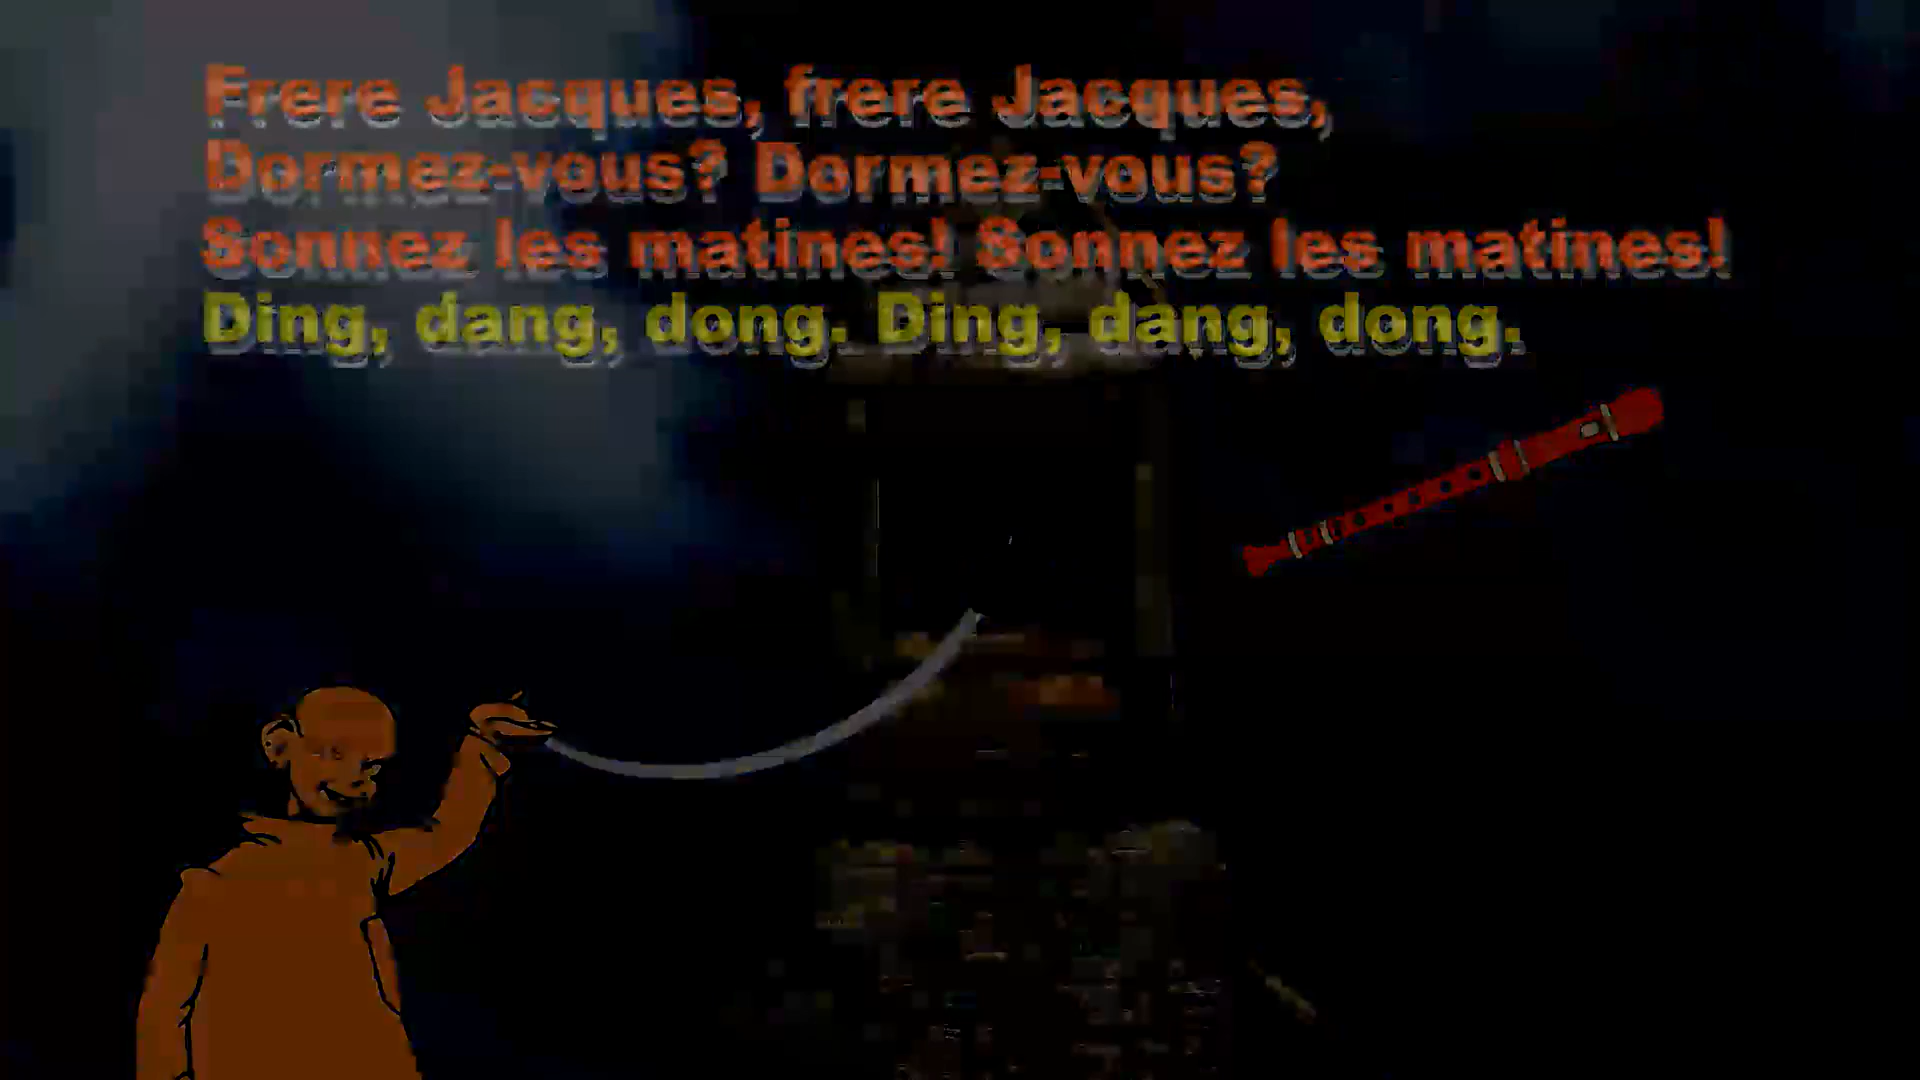 Frere Jacques, frere Jacques,
Dormez-vous? Dormez-vous?
Sonnez les matines! Sonnez les matines!
Ding, dang, dong. Ding, dang, dong.